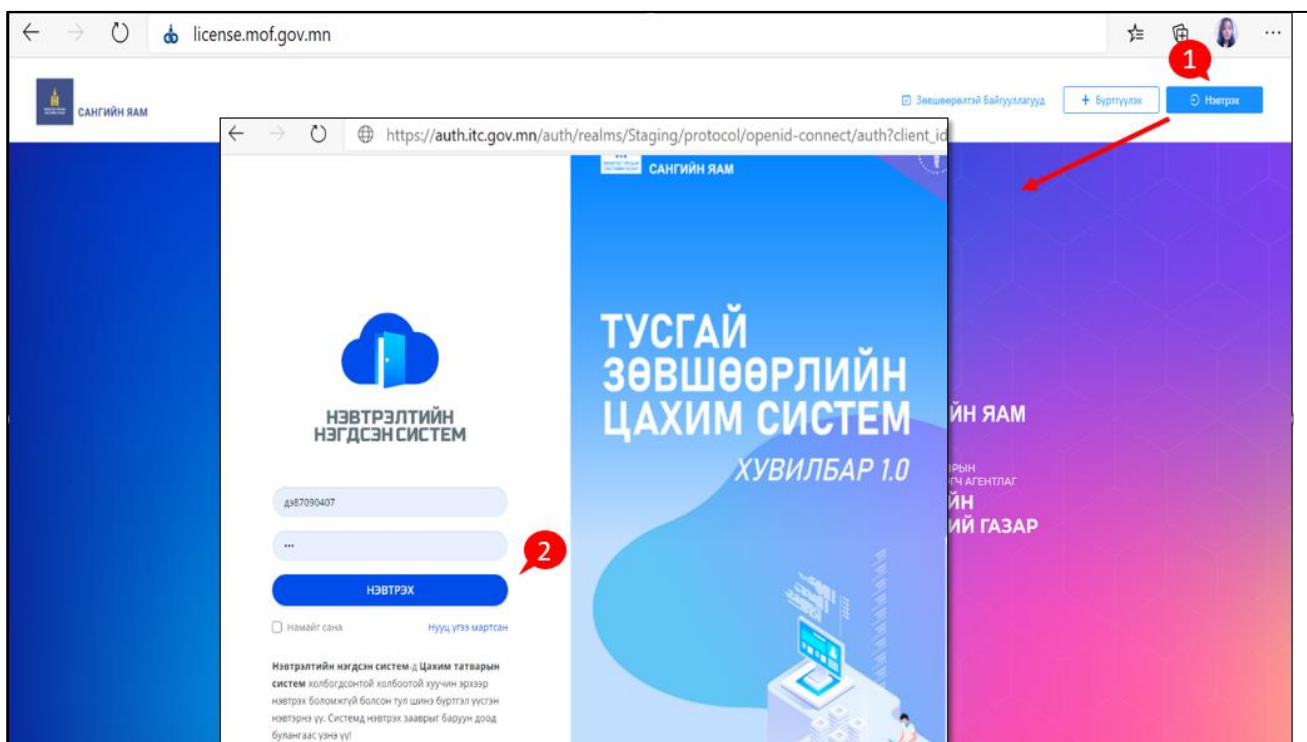 license.mof.gov.mn
1
САНГИЙН ЯАМ
Зөвшөөрөлтэй Байгууллагууд
+ Бүртгүүлэх
Нэвтрэх
https://auth.itc.gov.mn/auth/realms/Staging/protocol/openid-connect/auth?client_id
САНГИЙН ЯАМ
НЭВТРЭЛТИЙН
НЭГДСЭН СИСТЕМ
дэ87090407
•••
2
НЭВТРЭХ
Намайг сана
Нууц үгээ мартсан
Нэвтрэлтийн нэгдсэн систем-д Цахим татварын
систем холбогдсонтой холбоотой хуучин эрхээр
нэвтрэх боломжгүй болсон тул шинэ бүртгэл үүсгэн
нэвтэрнэ үү. Системд нэвтрэх зааврыг баруун доод
булангаас үзнэ үү!
ТУСГАЙ
ЗӨВШӨӨРЛИЙН
ЦАХИМ СИСТЕМ
ХУВИЛБАР 1.0
ЙН ЯАМ
АГЕНТЛАГ
ЙН
ИЙ ГАЗАР